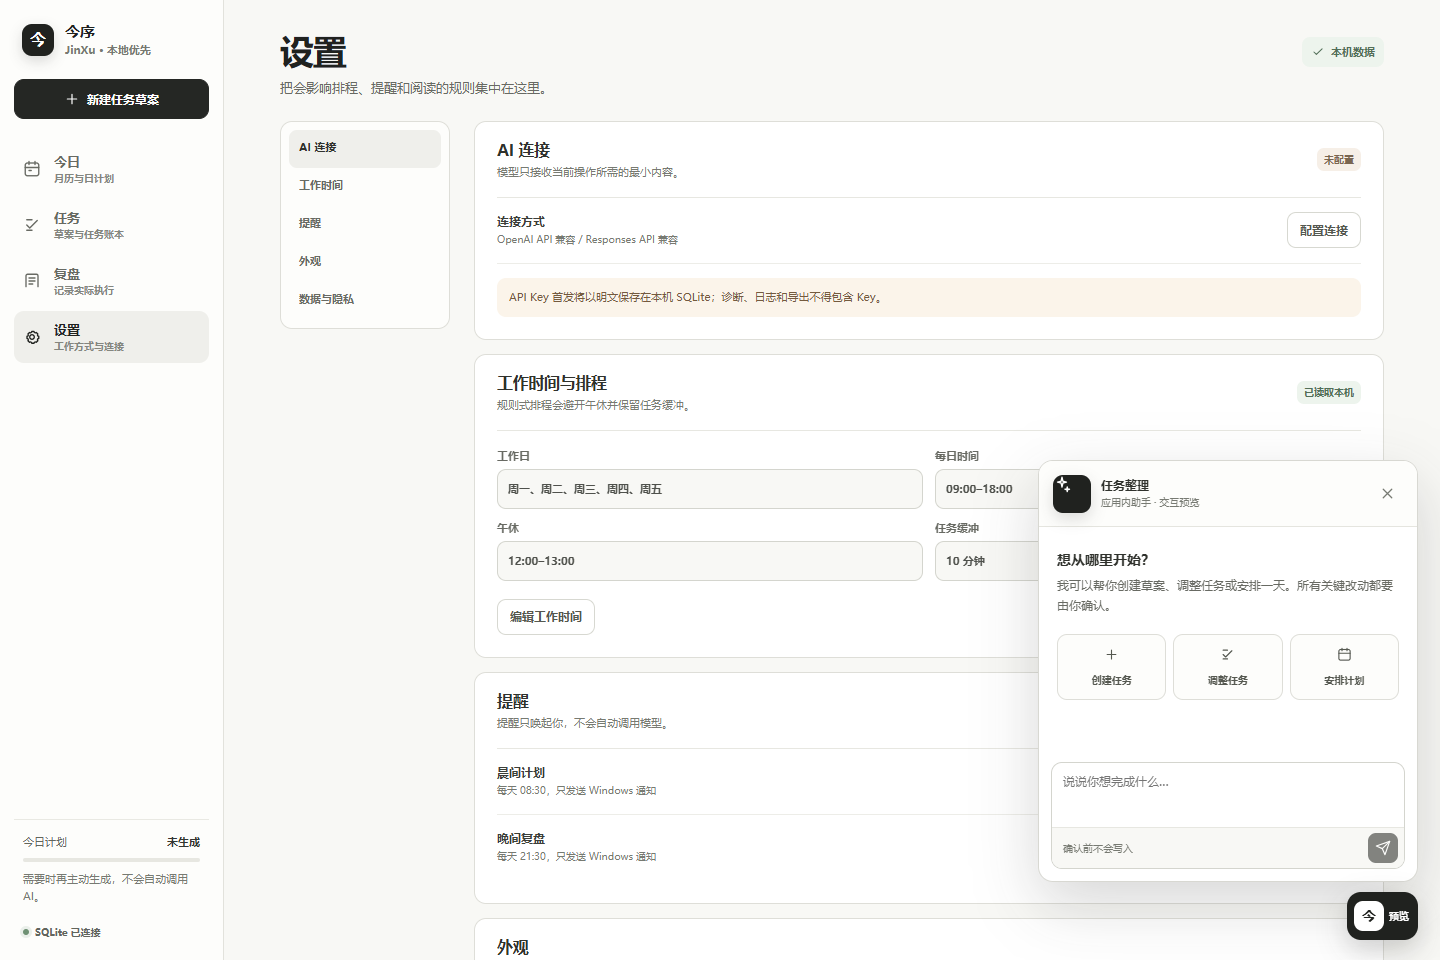 今
今序
JinXu • 本地优先
新建任务草案
今日
月历与日计划
任务
草案与任务账本
复盘
记录实际执行
设置
工作方式与连接
今日计划
未生成
需要时再主动生成，不会自动调用
AI。
SQLite 已连接
设置
把会影响排程、提醒和阅读的规则集中在这里。
本机数据
AI 连接
工作时间
提醒
外观
数据与隐私
AI 连接
模型只接收当前操作所需的最小内容。
未配置
连接方式
OpenAI API 兼容 / Responses API 兼容
配置连接
API Key 首发将以明文保存在本机 SQLite；诊断、日志和导出不得包含 Key。
工作时间与排程
规则式排程会避开午休并保留任务缓冲。
已读取本机
工作日
周一、周二、周三、周四、周五
每日时间
09:00–18:00
午休
12:00–13:00
任务缓冲
10 分钟
编辑工作时间
提醒
提醒只唤起你，不会自动调用模型。
晨间计划
每天 08:30，只发送 Windows 通知
晚间复盘
每天 21:30，只发送 Windows 通知
外观
任务整理
应用内助手 · 交互预览
想从哪里开始？
我可以帮你创建草案、调整任务或安排一天。所有关键改动都要
由你确认。
创建任务
调整任务
安排计划
说说你想完成什么...
确认前不会写入
今
预览